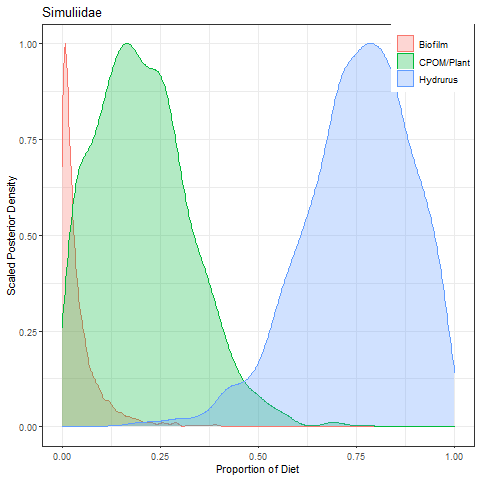 Simuliidae
Biofilm
CPOM/Plant
Hydrurus
Scaled Posterior Density
1.00
0.75
0.50
0.25
0.00
0.00 0.25 0.50 0.75 1.00
Proportion of Diet